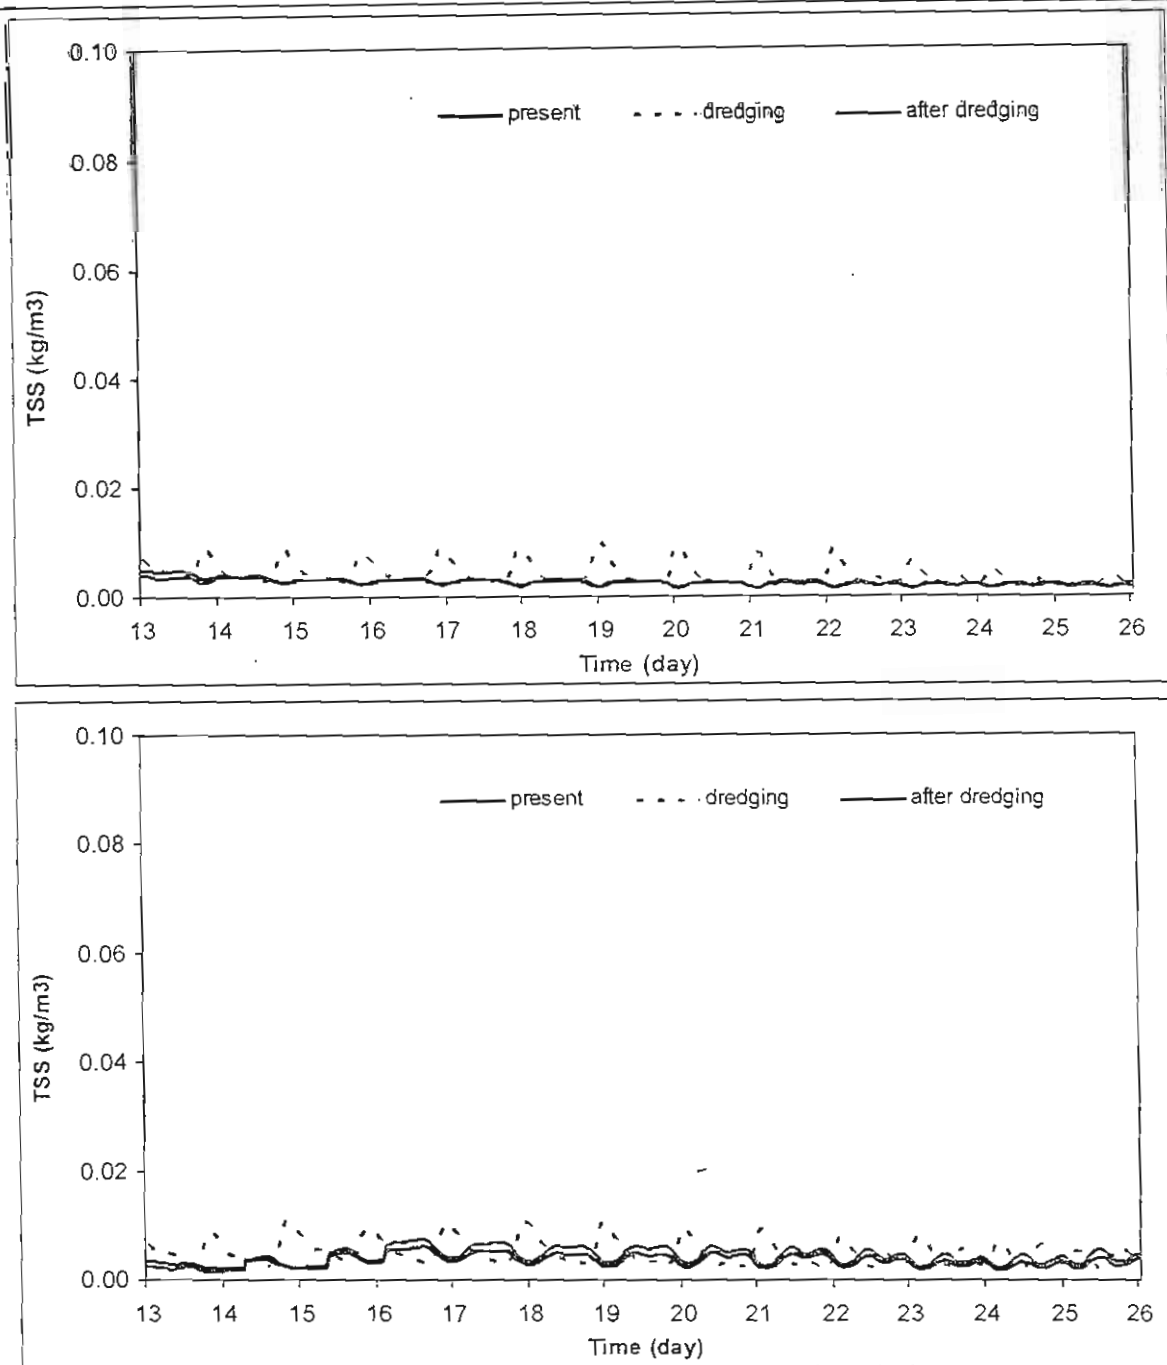 0.10
present dredging after dredging
0.08
0.06
TSS (kg/m3)
0.04
0.02
0.00
13 14 15 16 17 18 19 20 21 22 23 24 25 26
Time (day)
0.10
present dredging after dredging
0.08
0.06
TSS (kg/m3)
0.04
0.02
0.00
13 14 15 16 17 18 19 20 21 22 23 24 25 26
Time (day)